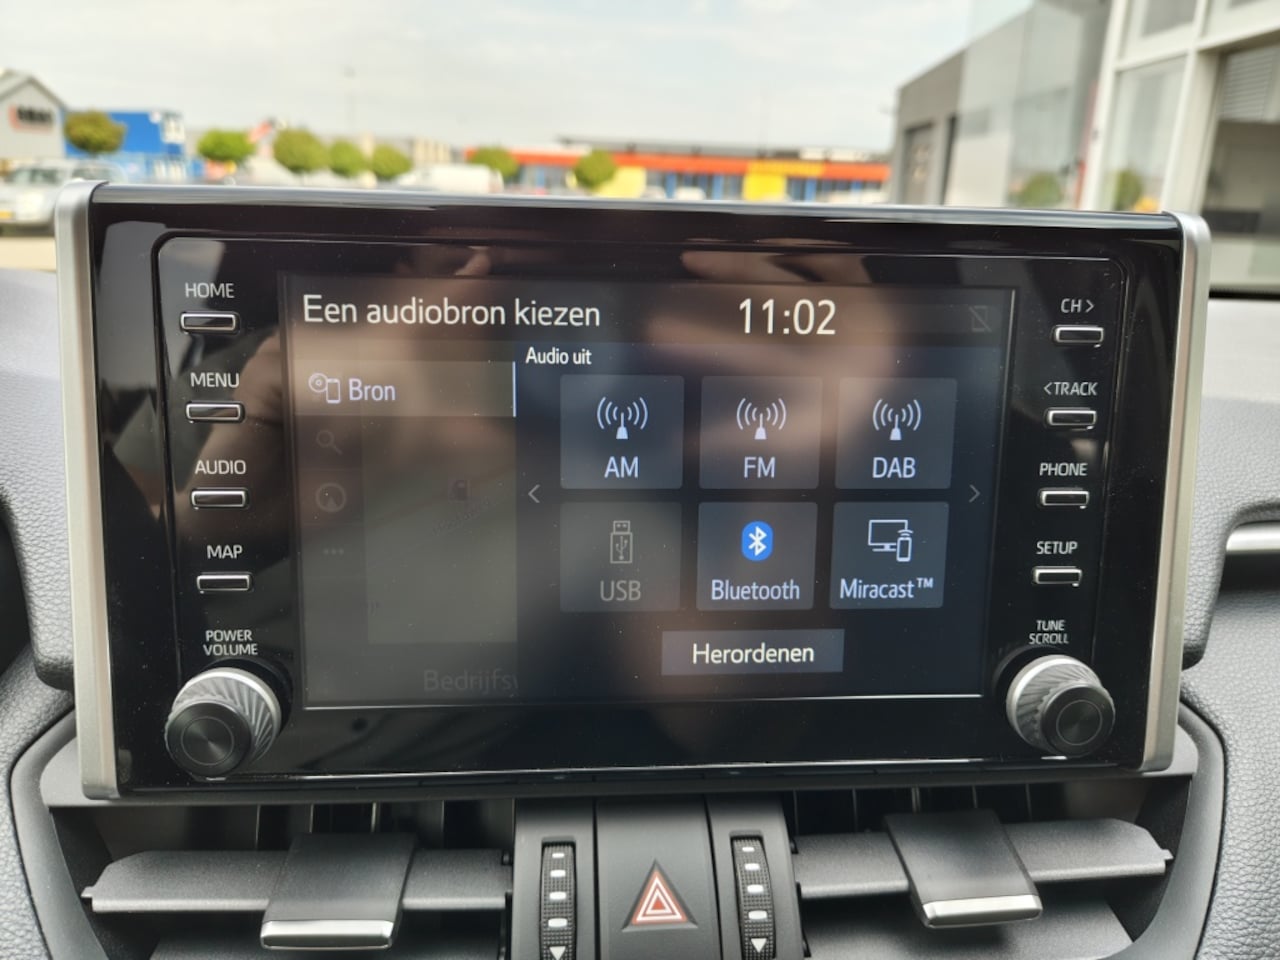 HOME
MENU
AUDIO
MAP
POWER
VOLUME
Een audiobron kiezen
11:02
Audio uit
Bron
AM
FM
DAB
USB
Bluetooth
Miracast™
Herordenen
CH >
< TRACK
PHONE
SETUP
TUNE
SCROLL